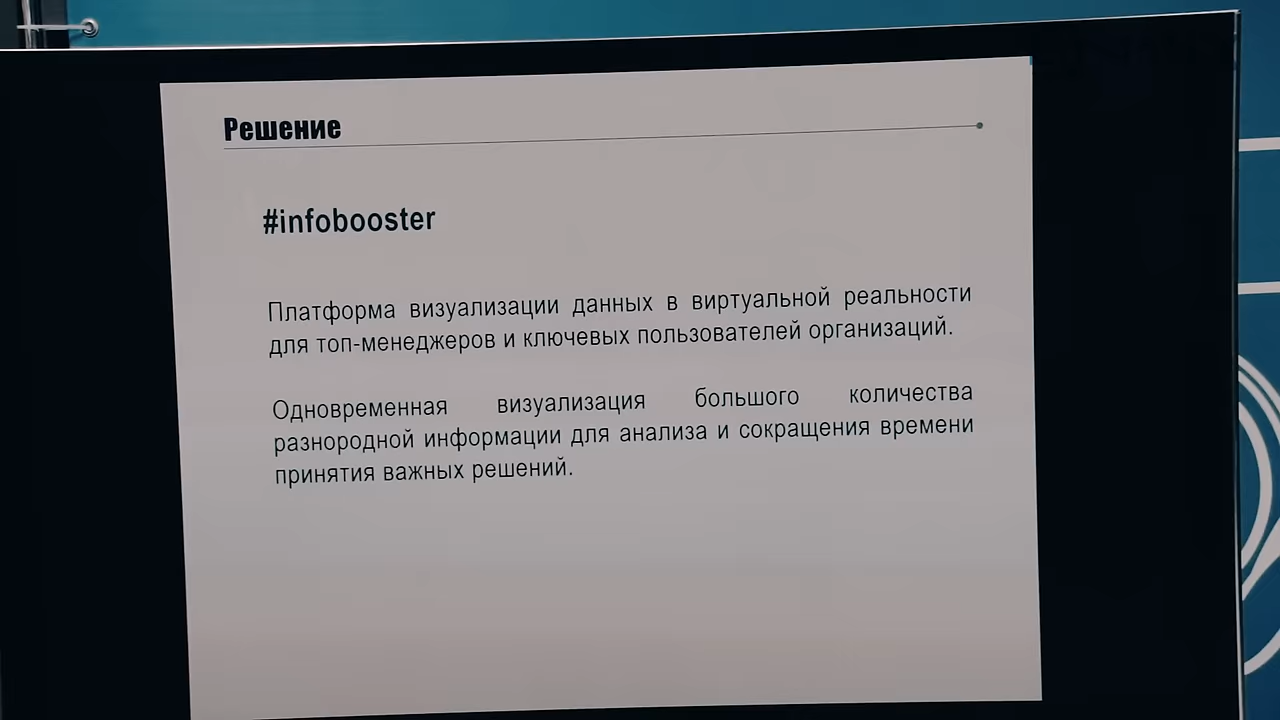 Решение
#infobooster
Платформа визуализации данных в виртуальной реальности
для топ-менеджеров и ключевых пользователей организаций.
Одновременная визуализация большого количества
разнородной информации для анализа и сокращения времени
принятия важных решений.